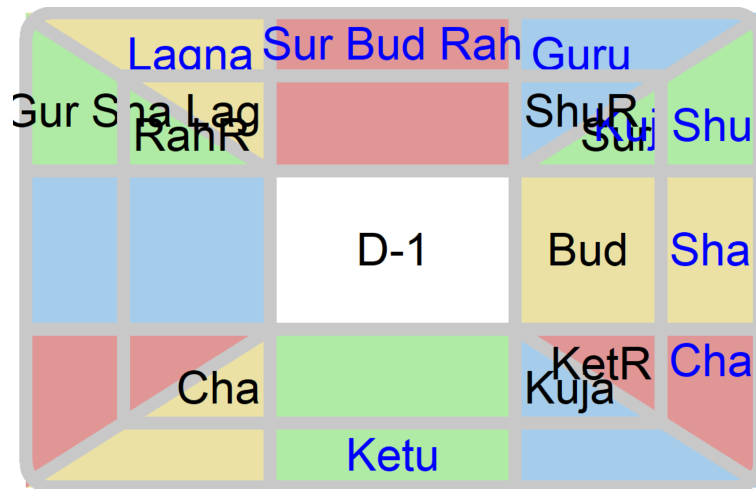 Lagna Sur Bud Rah Guru
Gur Sha Lag ShuR Kuj Shu
RahR Sur
D-1 Bud Sha
KetR Cha
Cha Kuja
Ketu